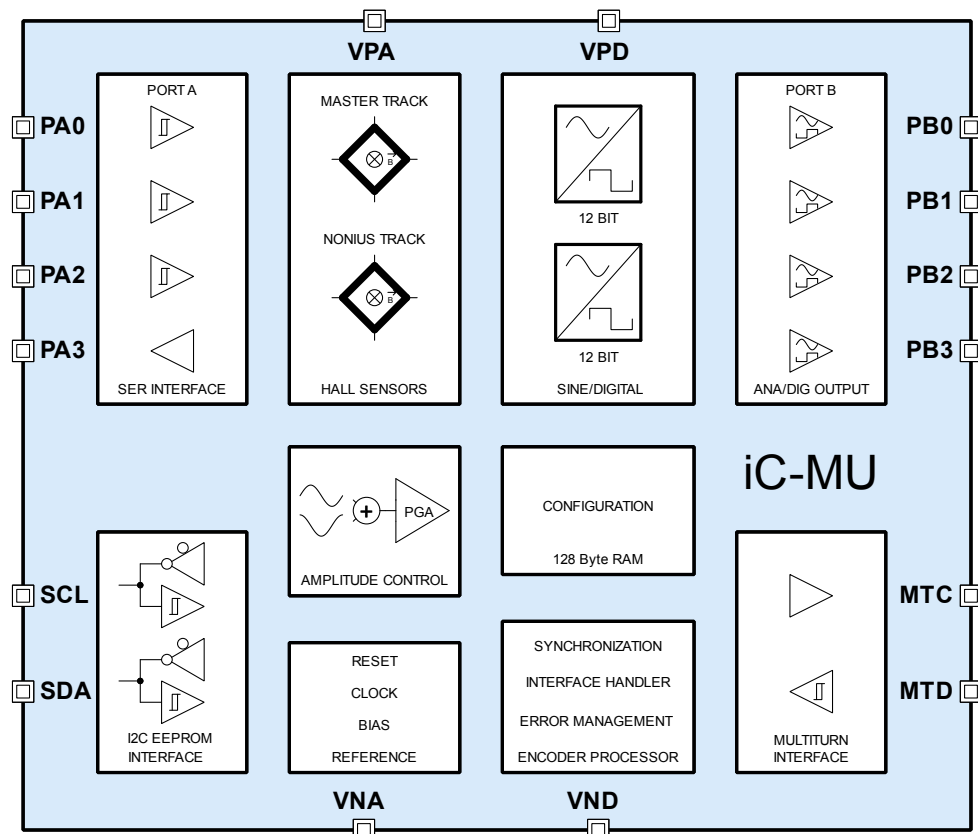 VPA
VPD
PORT A
PA0
PA1
PA2
PA3
SER INTERFACE
MASTER TRACK
B
NONIUS TRACK
B
HALL SENSORS
12 BIT
12 BIT
SINE/DIGITAL
PORT B
PB0
PB1
PB2
PB3
ANA/DIG OUTPUT
PGA
AMPLITUDE CONTROL
CONFIGURATION
128 Byte RAM
iC-MU
SCL
SDA
I2C EEPROM
INTERFACE
RESET
CLOCK
BIAS
REFERENCE
SYNCHRONIZATION
INTERFACE HANDLER
ERROR MANAGEMENT
ENCODER PROCESSOR
MTC
MTD
MULTITURN
INTERFACE
VNA
VND